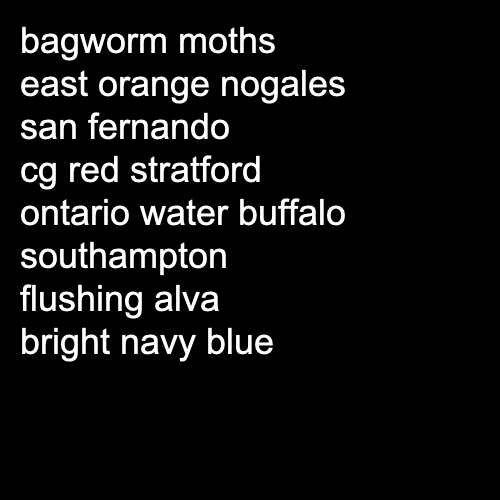 bagworm moths
east orange nogales
san fernando
cg red stratford
ontario water buffalo
southampton
flushing alva
bright navy blue